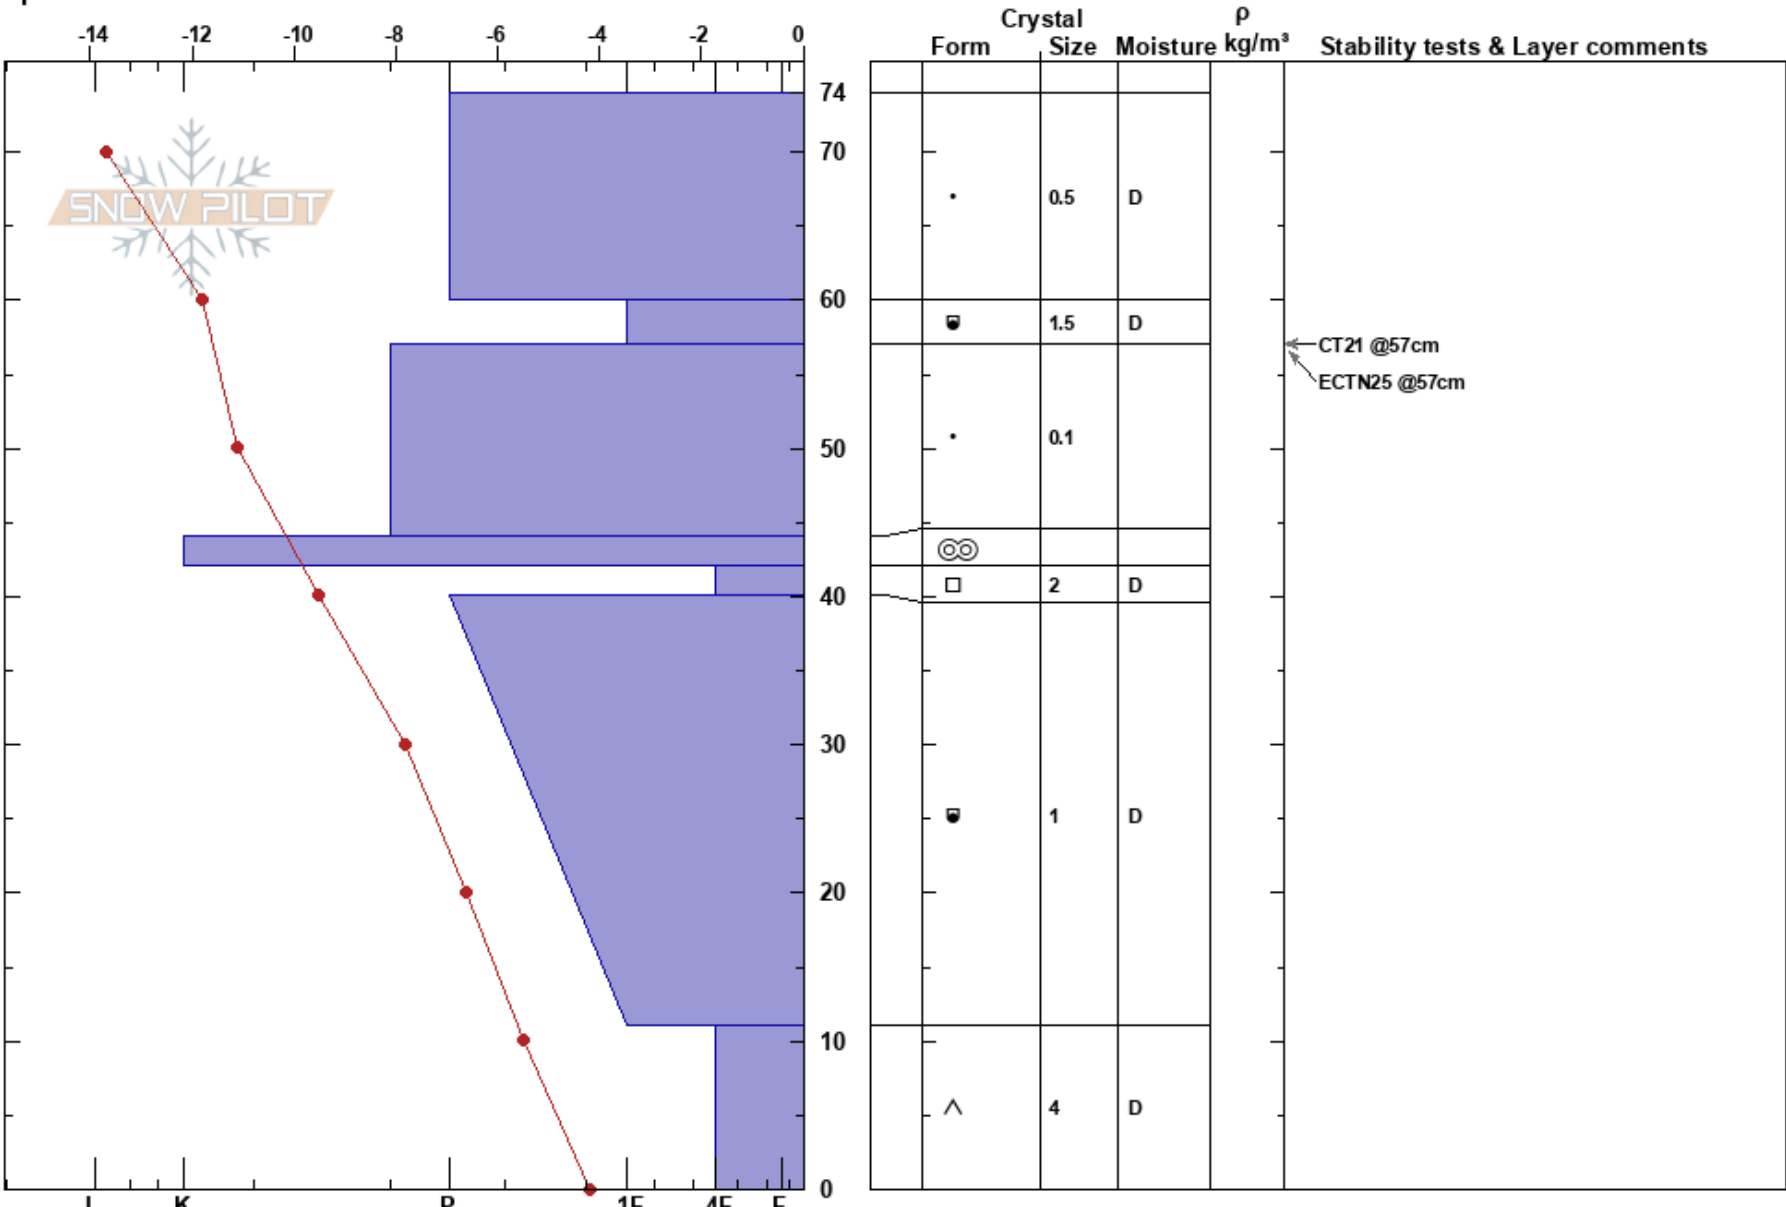 Crystal ρ
-14 -12 -10 -8 -6 -4 -2 0 Form Size Moisture kg/m³ Stability tests & Layer comments
74
70
SNOW PILOT
0.5 D
60
1.5 D
CT21 @57cm
ECTN25 @57cm
0.1
50
2 D
40
30
1 D
20
10
4 D
0
I K P 1F 4F F